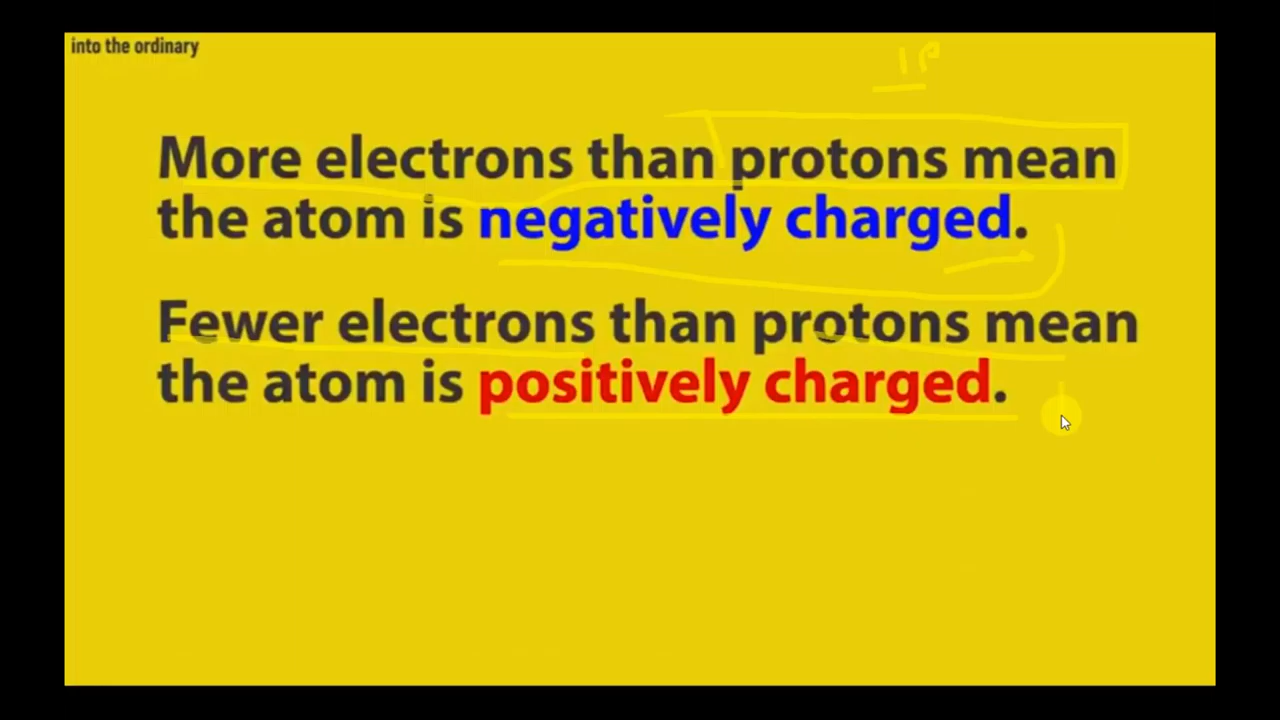 into the ordinary
More electrons than protons mean
the atom is negatively charged.
Fewer electrons than protons mean
the atom is positively charged.